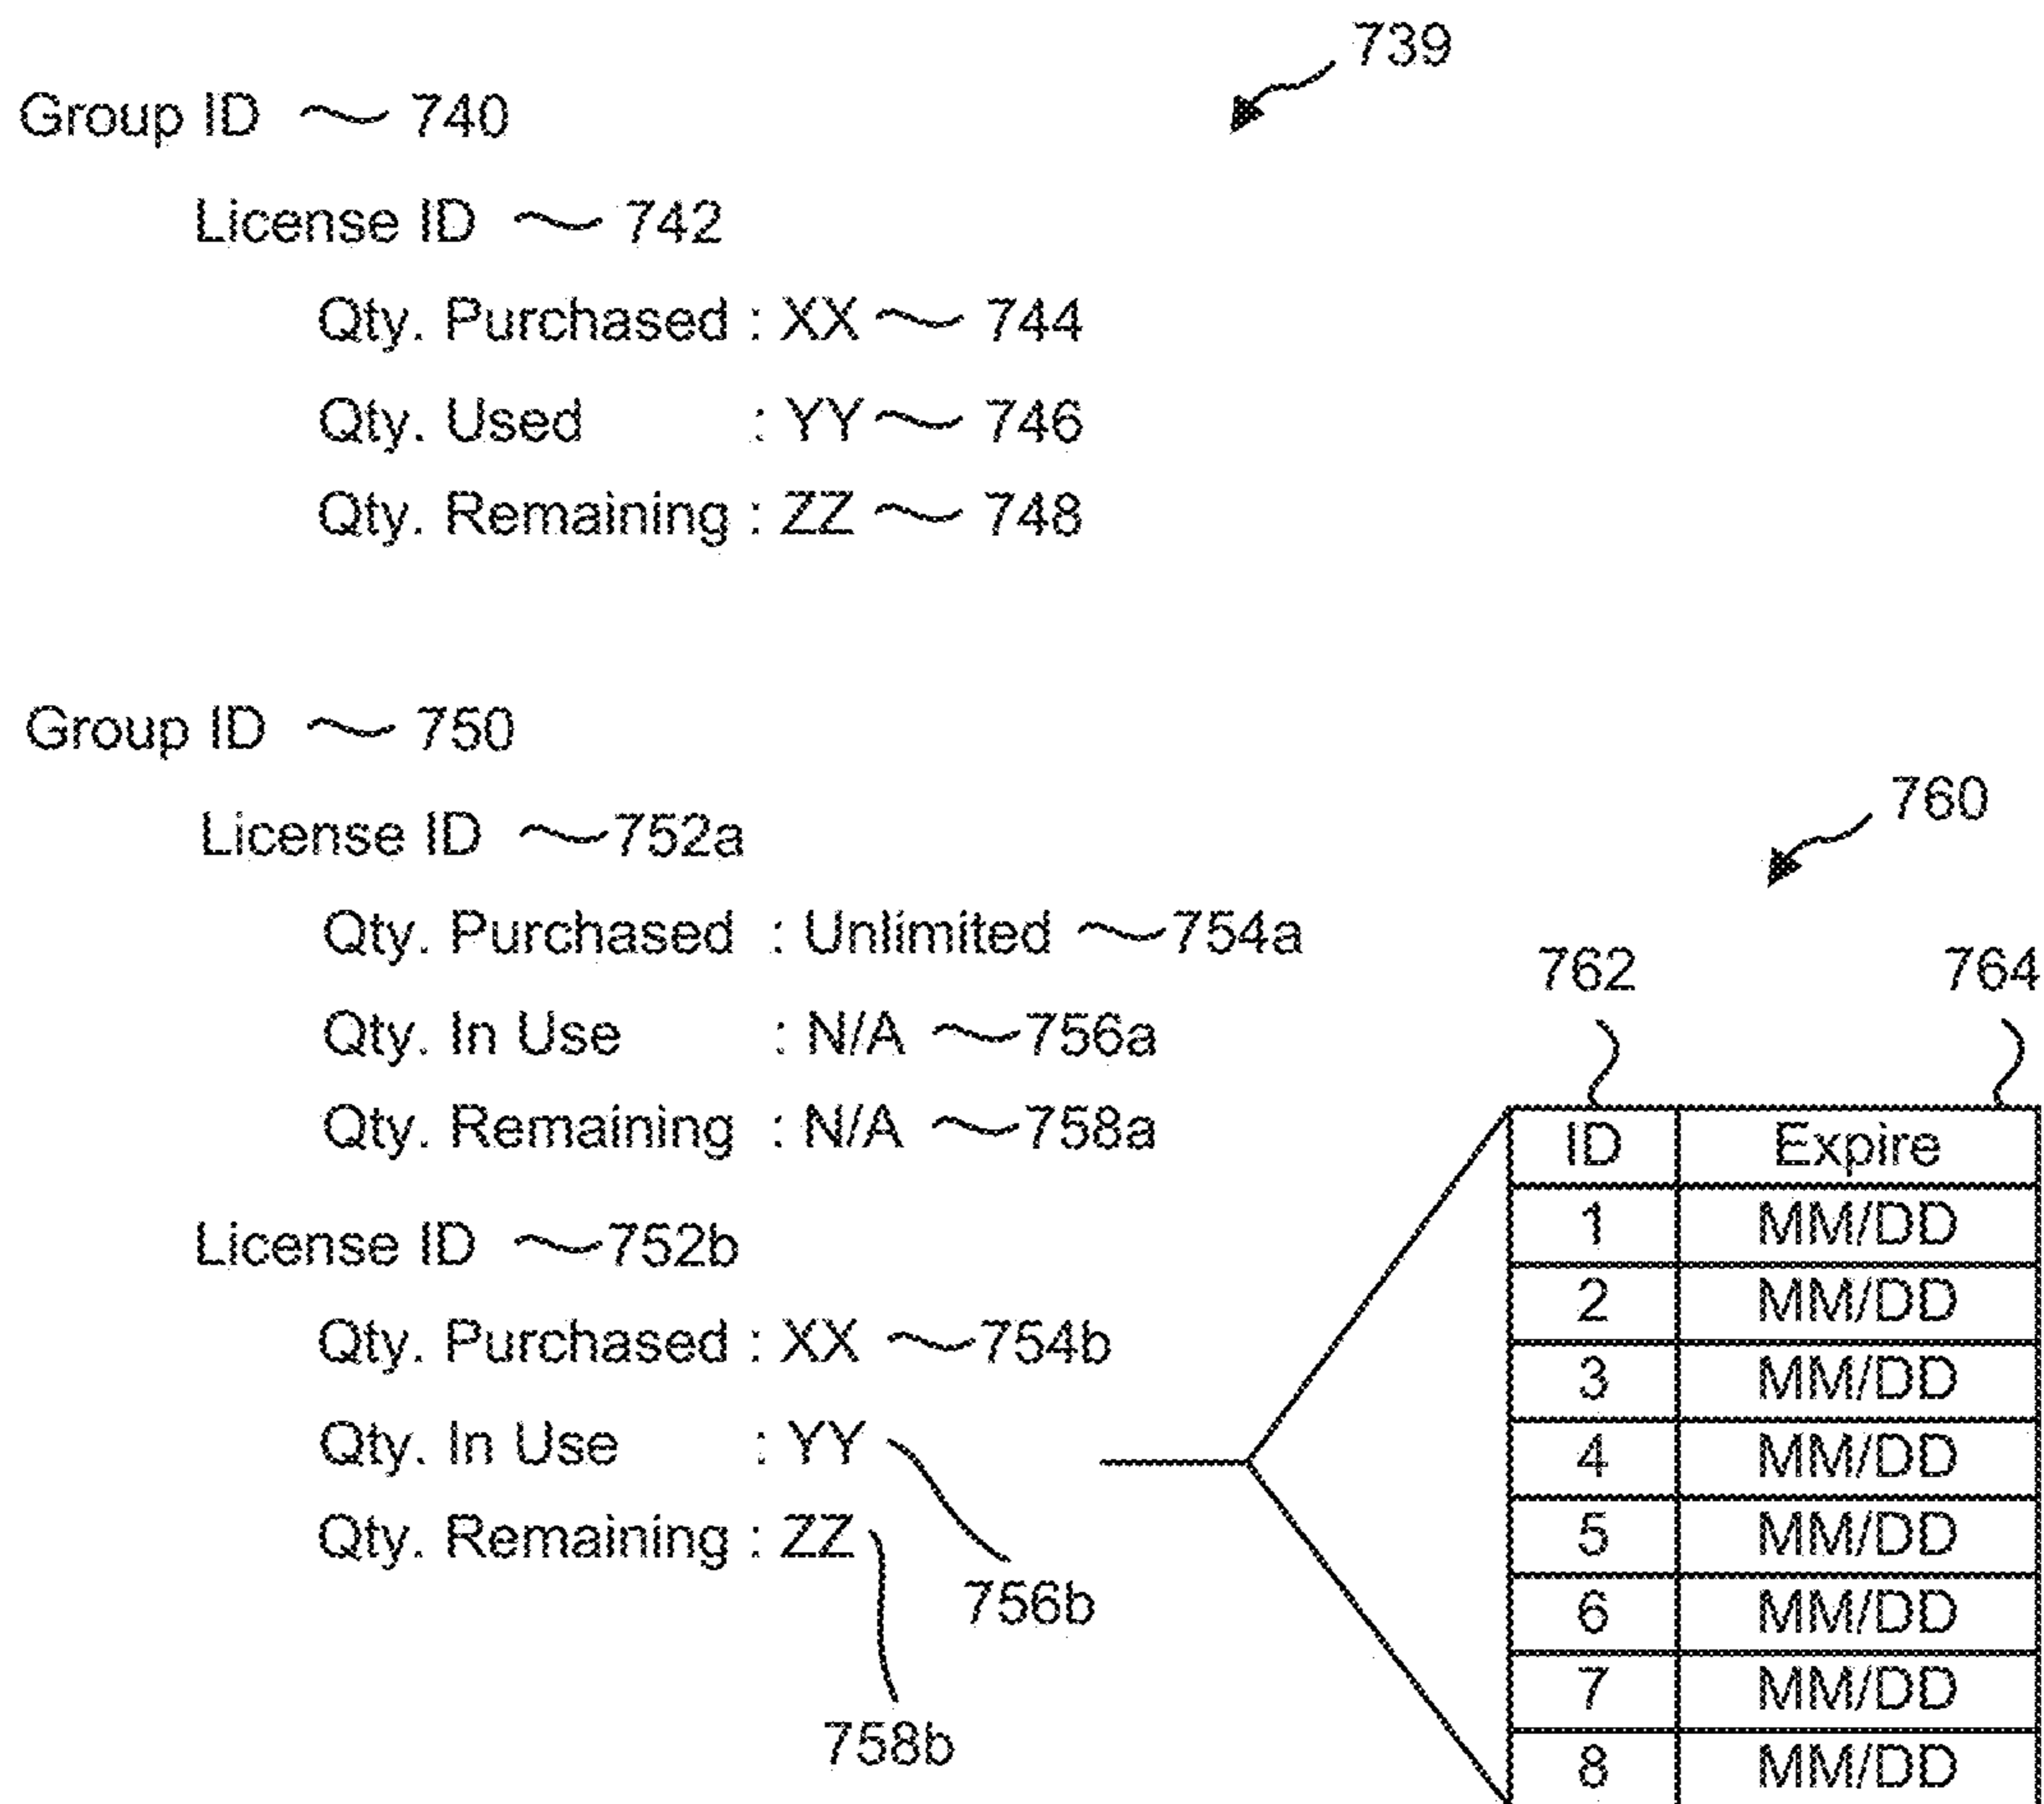 739
Group ID 740
License ID 742
Qty. Purchased : XX 744
Qty. Used : YY 746
Qty. Remaining : ZZ 748
Group ID 750
License ID 752a
Qty. Purchased : Unlimited 754a
Qty. In Use : N/A 756a
Qty. Remaining : N/A 758a
License ID 752b
Qty. Purchased : XX 754b
Qty. In Use : YY
Qty. Remaining : ZZ
756b
758b
760
762 764
ID Expire
1 MM/DD
2 MM/DD
3 MM/DD
4 MM/DD
5 MM/DD
6 MM/DD
7 MM/DD
8 MM/DD